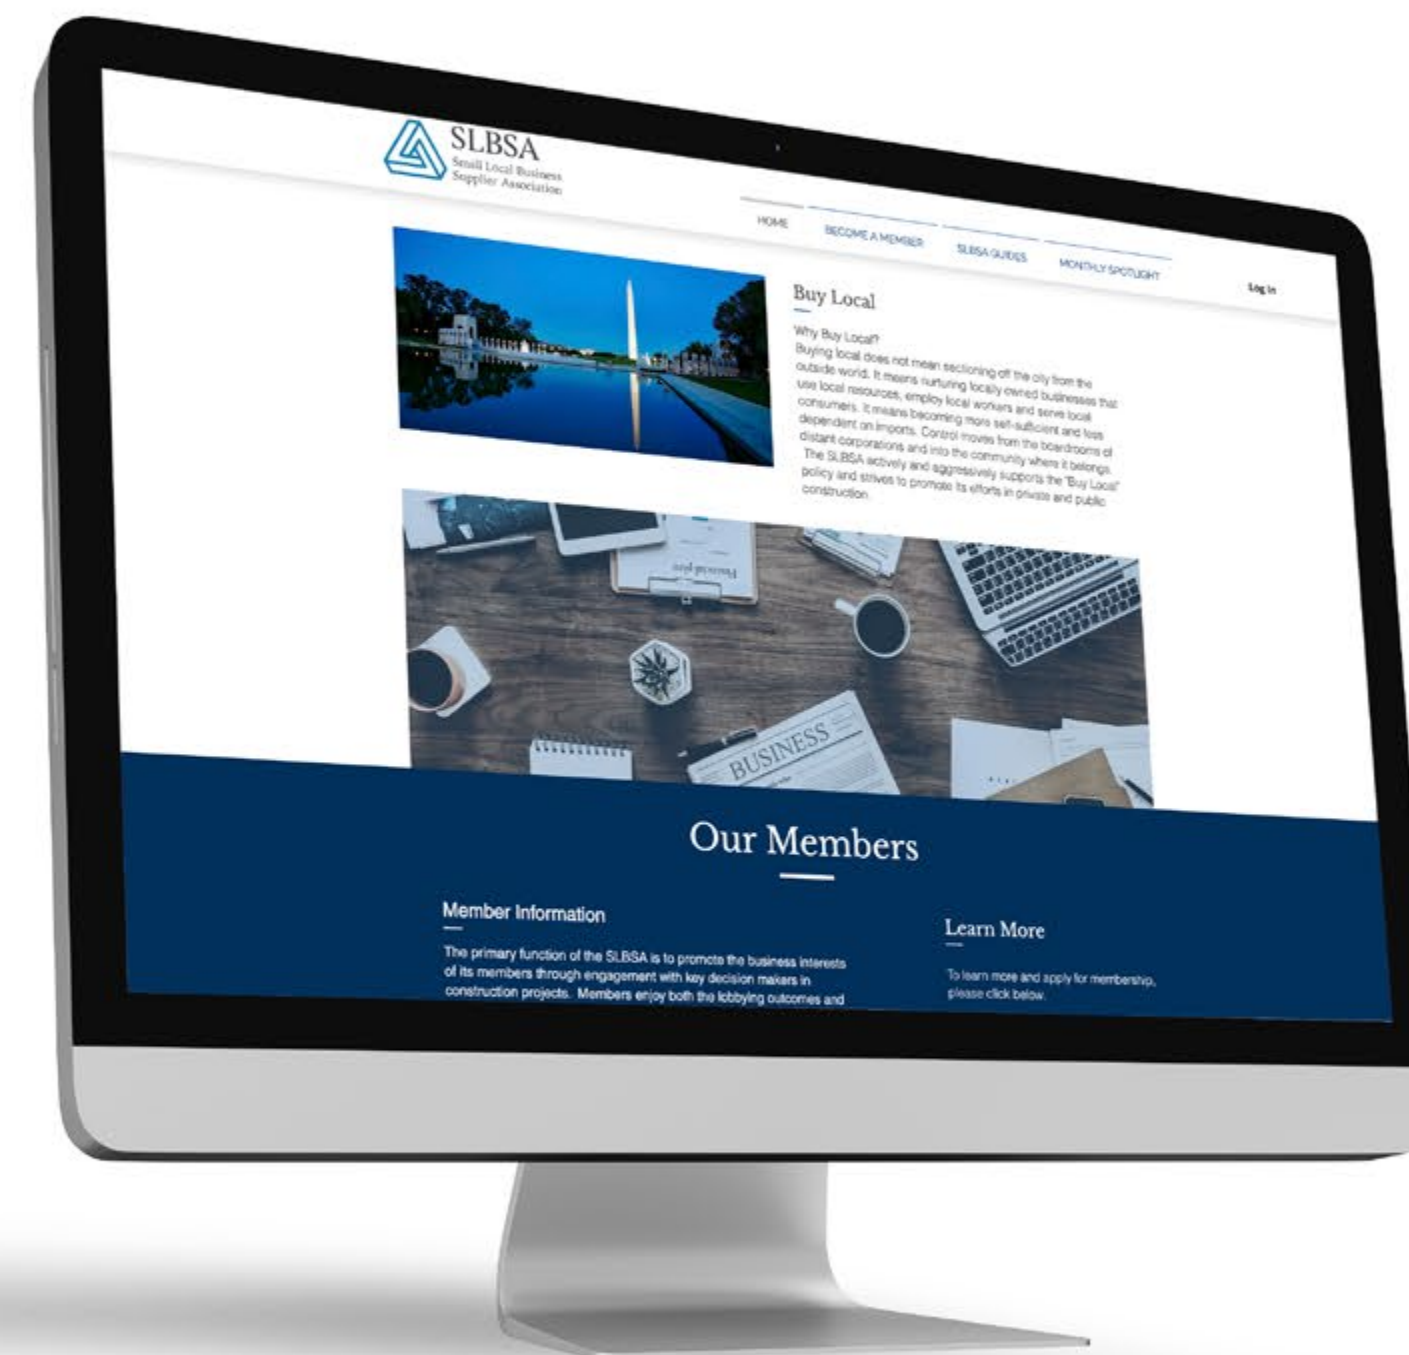 SLBSA
Small Local Business
Supplier Association
HOME
BECOME A MEMBER
SLBSA GUIDES
MONTHLY SPOTLIGHT
Log In
Buy Local
Why Buy Local?
Buying local does not mean sectioning off the city from the
outside world. It means nurturing locally owned businesses that
use local resources, employ local workers and serve local
consumers. It means becoming more self-sufficient and less
dependent on imports. Control moves from the boardrooms of
distant corporations and into the community where it belongs.
The SLBSA actively and aggressively supports the "Buy Local"
policy and strives to promote its efforts in private and public
construction.
Financial plan
BUSINESS
Our Members
Member Information
The primary function of the SLBSA is to promote the business interests
of its members through engagement with key decision makers in
construction projects. Members enjoy both the lobbying outcomes and
Learn More
To learn more and apply for membership,
please click below.